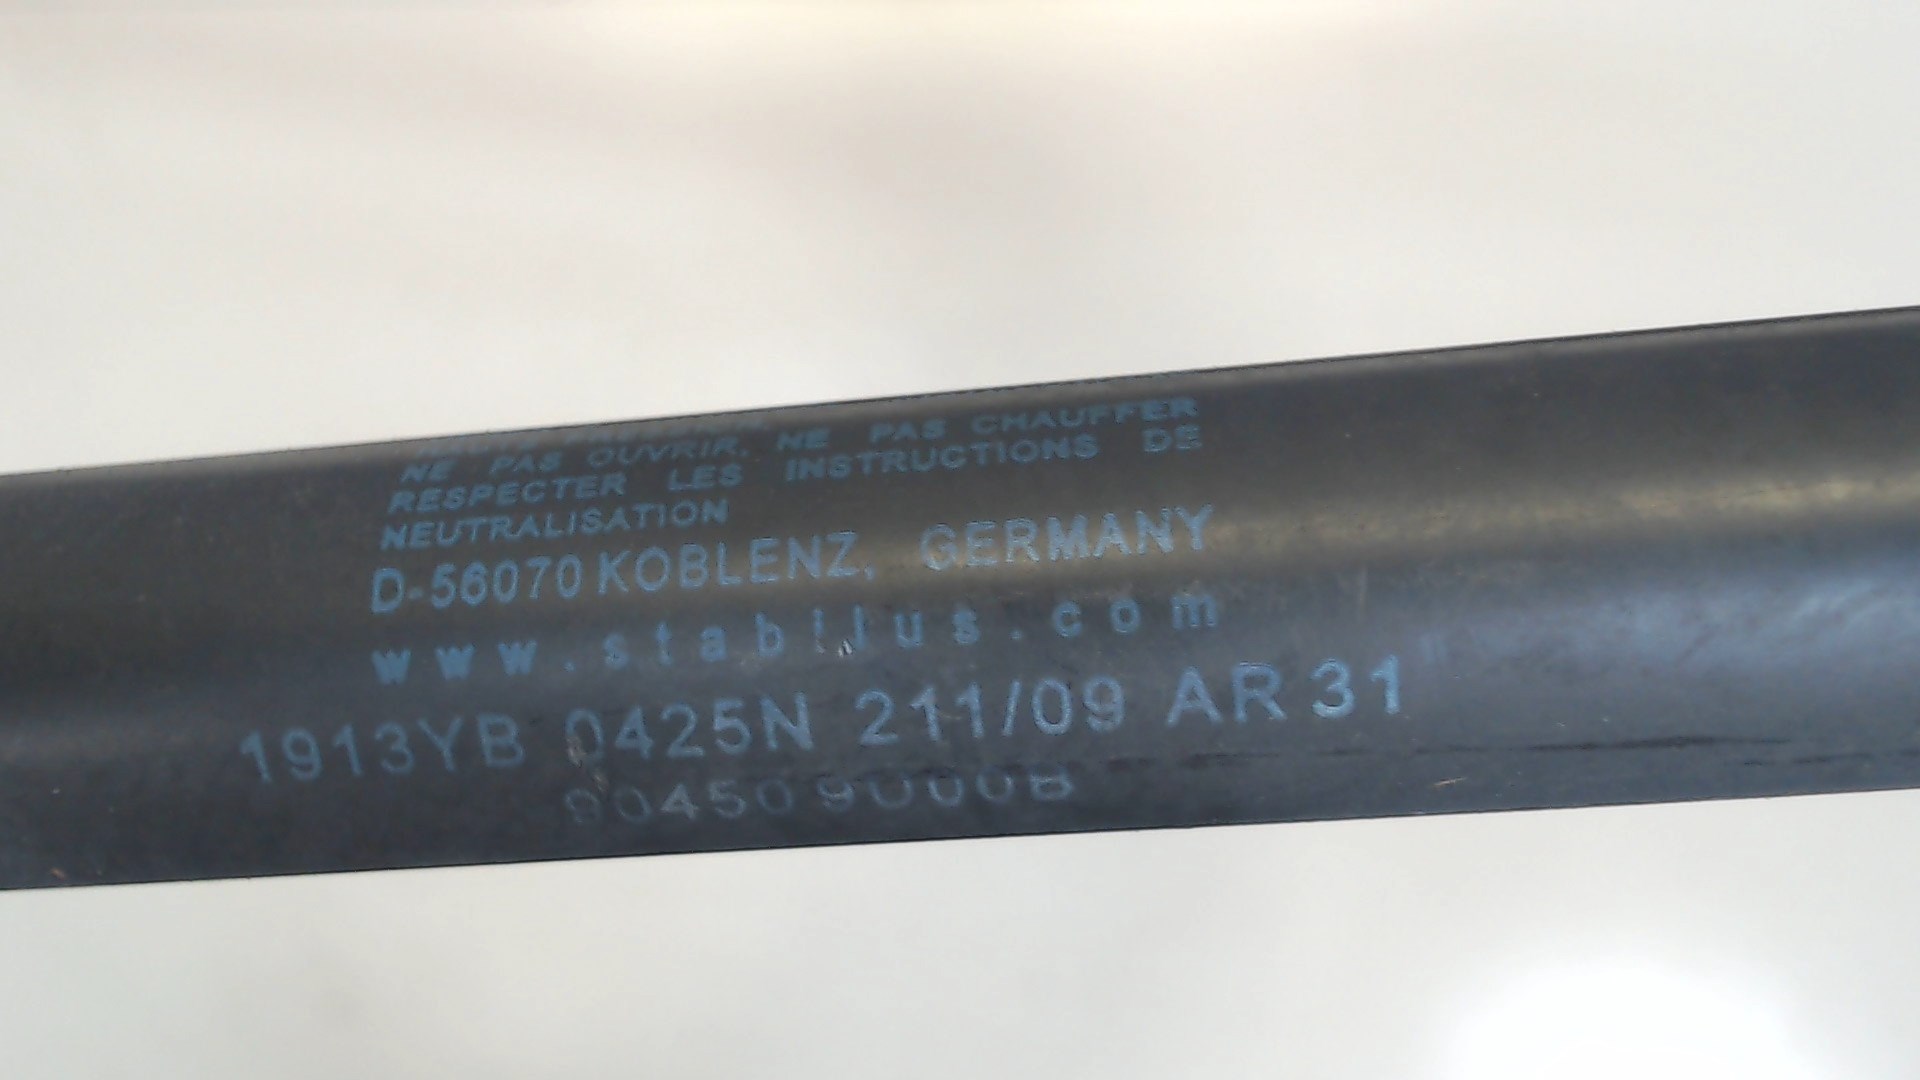 NE PAS OUVRIR, NE PAS CHAUFFER
RESPECTER LES INSTRUCTIONS DE
NEUTRALISATION
D-56070 KOBLENZ, GERMANY
www.stabilus.com
1913YB 0425N 211/09 AR 31
904509000B